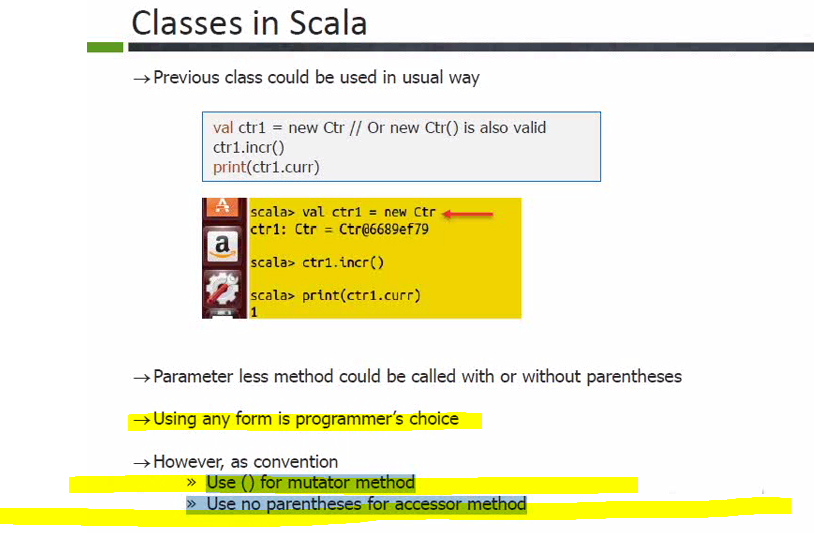 Classes in Scala
→ Previous class could be used in usual way
val ctr1 = new Ctr // Or new Ctr() is also valid
ctr1.incr()
print(ctr1.curr)
scala> val ctr1 = new Ctr
ctr1: Ctr = Ctr@6689ef79
scala> ctr1.incr()
scala> print(ctr1.curr)
1
→ Parameter less method could be called with or without parentheses
→ Using any form is programmer's choice
→ However, as convention
» Use () for mutator method
» Use no parentheses for accessor method